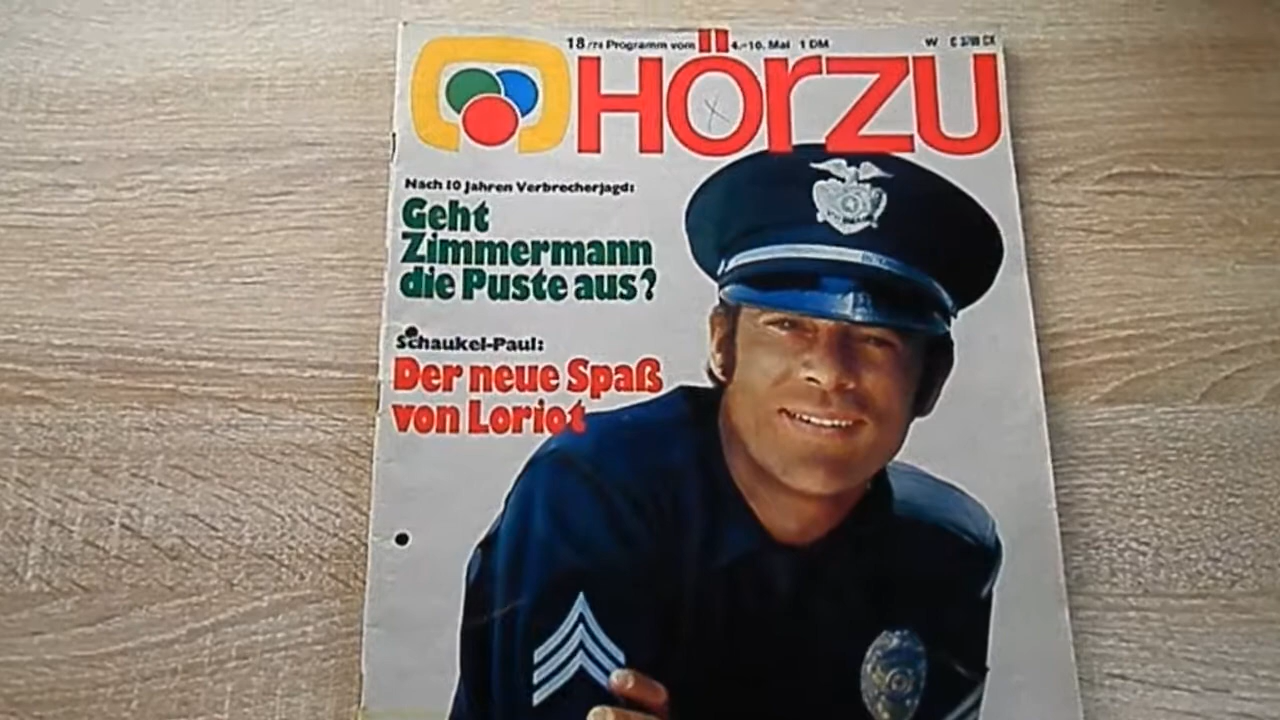 18/74 Programm vom 4.-10. Mai 1 DM W
HÖRZU
Nach 10 Jahren Verbrecherjagd:
Geht
Zimmermann
die Puste aus?
Schaukel-Paul:
Der neue Spaß
von Loriot